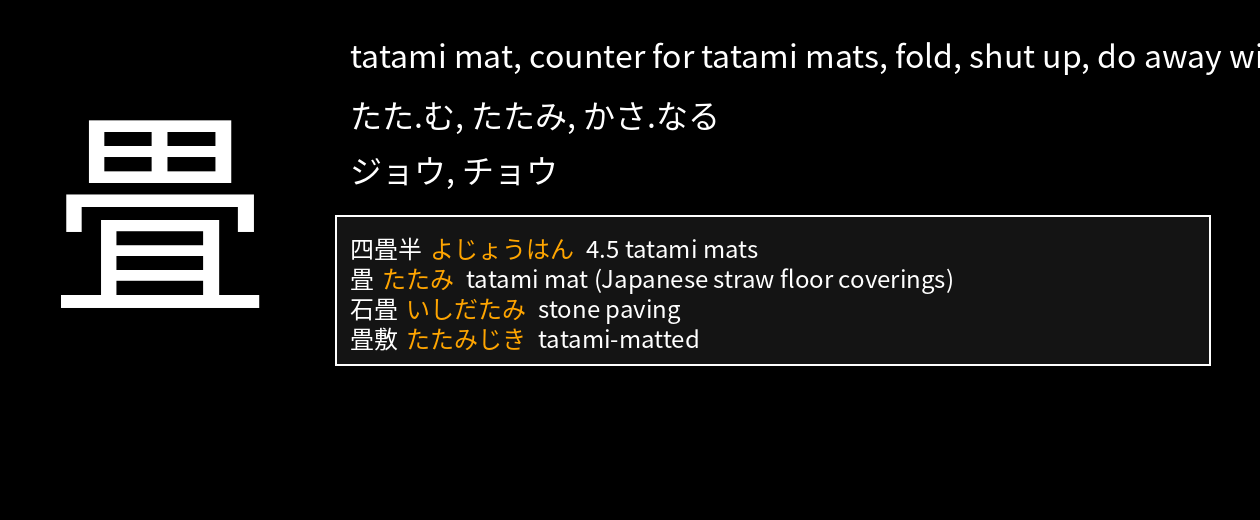 畳
tatami mat, counter for tatami mats, fold, shut up, do away
たた.む, たたみ, かさ.なる
ジョウ, チョウ
四畳半 よじょうはん 4.5 tatami mats
畳 たたみ tatami mat (Japanese straw floor coverings)
石畳 いしだたみ stone paving
畳敷 たたみじき tatami-matted